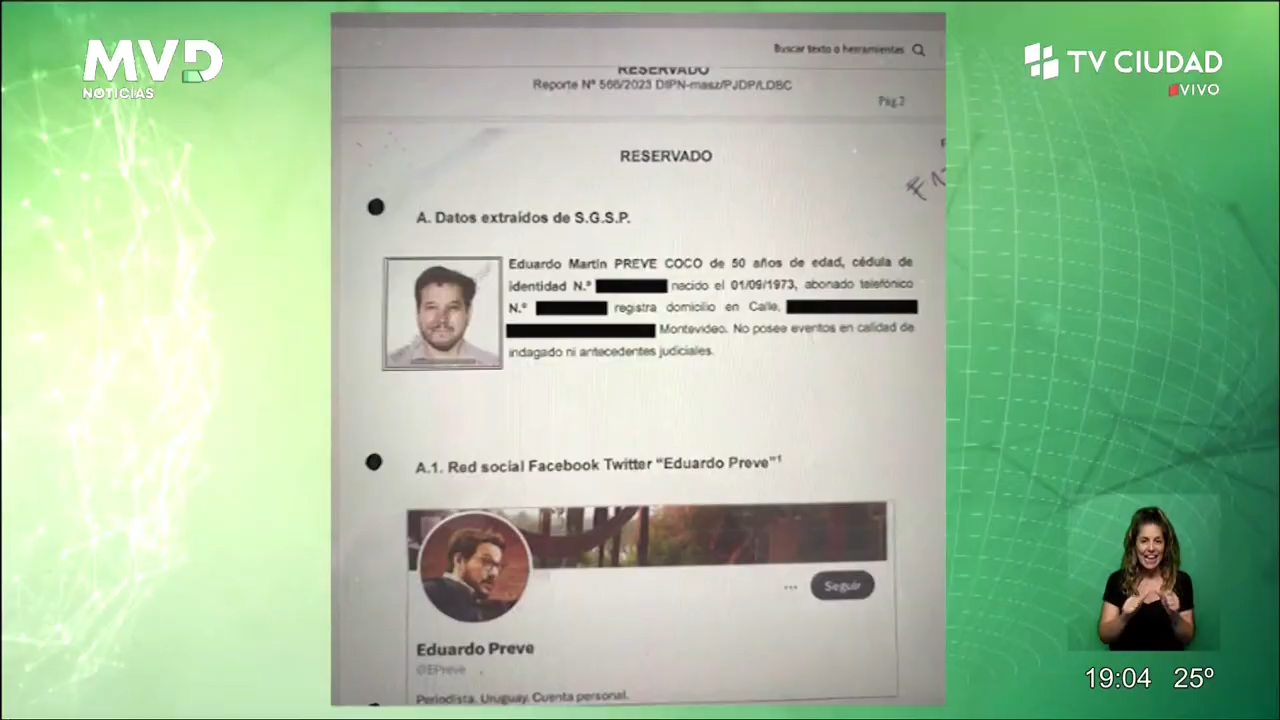 MVD
NOTICIAS
TV CIUDAD
VIVO
Buscar texto o herramientas
RESERVADO
Reporte Nº 566/2023 DIPN-masz/PJDP/LDBC
Pág.2
RESERVADO
A. Datos extraídos de S.G.S.P.
Eduardo Martín PREVE COCO de 50 años de edad, cédula de
identidad N.º nacido el 01/09/1973, abonado telefónico
N.º registra domicilio en Calle,
Montevideo. No posee eventos en calidad de
indagado ni antecedentes judiciales.
A.1. Red social Facebook Twitter "Eduardo Preve"¹
Seguir
Eduardo Preve
@EPreve
Periodista. Uruguay. Cuenta personal.
19:04 25º